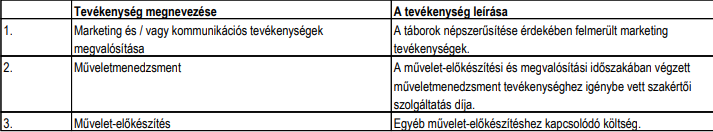 Tevékenység megnevezése A tevékenység leírása
1. Marketing és / vagy kommunikációs tevékenységek A táborok népszerűsítése érdekében felmerült marketing
megvalósítása tevékenységek.
2. Műveletmenedzsment A művelet-előkészítési és megvalósítási időszakában végzett
műveletmenedzsment tevékenységhez igénybe vett szakértői
szolgáltatás díja.
3. Művelet-előkészítés Egyéb művelet-előkészítéshez kapcsolódó költség.